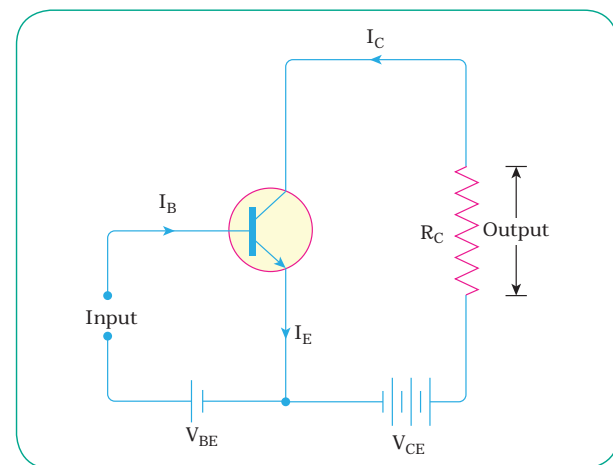 I_C
I_B
R_C Output
Input
I_E
V_BE
V_CE